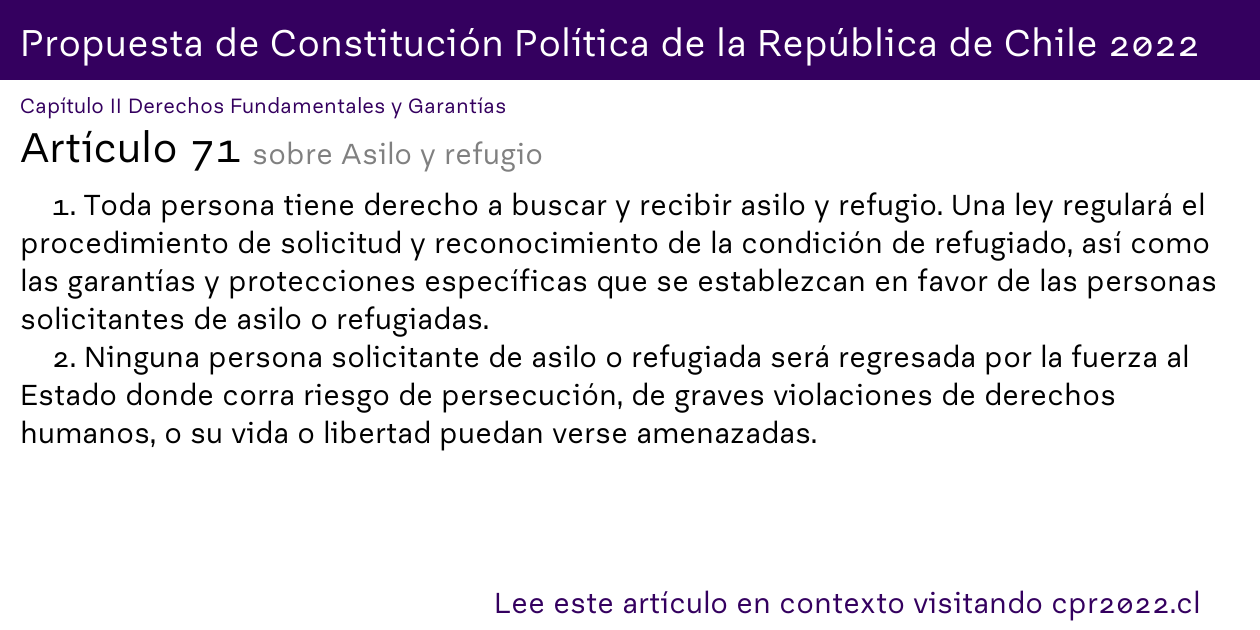 Propuesta de Constitución Política de la República de Chile 2022
Capítulo II Derechos Fundamentales y Garantías
Artículo 71 sobre Asilo y refugio
1. Toda persona tiene derecho a buscar y recibir asilo y refugio. Una ley regulará el
procedimiento de solicitud y reconocimiento de la condición de refugiado, así como
las garantías y protecciones específicas que se establezcan en favor de las personas
solicitantes de asilo o refugiadas.
2. Ninguna persona solicitante de asilo o refugiada será regresada por la fuerza al
Estado donde corra riesgo de persecución, de graves violaciones de derechos
humanos, o su vida o libertad puedan verse amenazadas.
Lee este artículo en contexto visitando cpr2022.cl